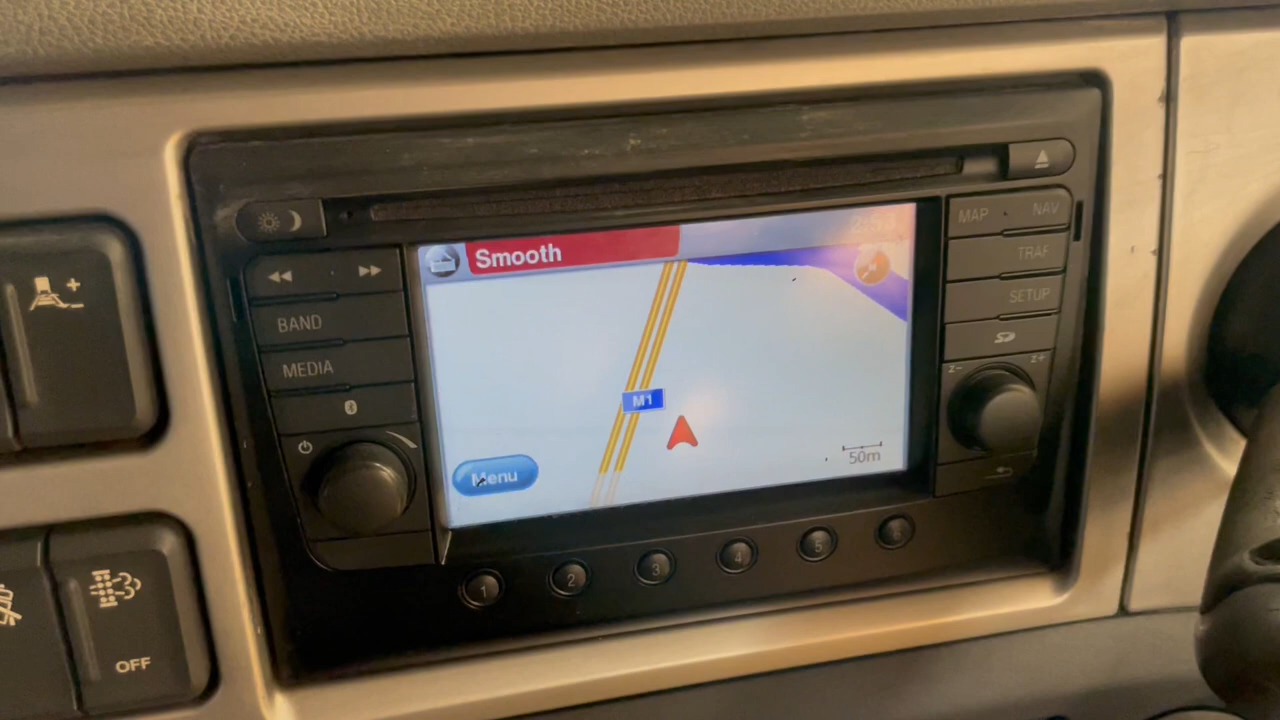 Smooth
MAP NAV
TRAF
SETUP
BAND
MEDIA
M1
Menu
50m
z- z+
1 2 3 4 5 6
OFF